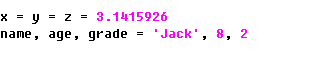 x = y = z = 3.1415926
name, age, grade = 'Jack', 8, 2